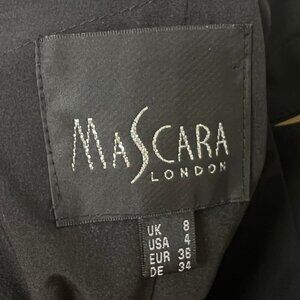 MASCARA
LONDON
UK 8
USA 4
EUR 36
DE 34